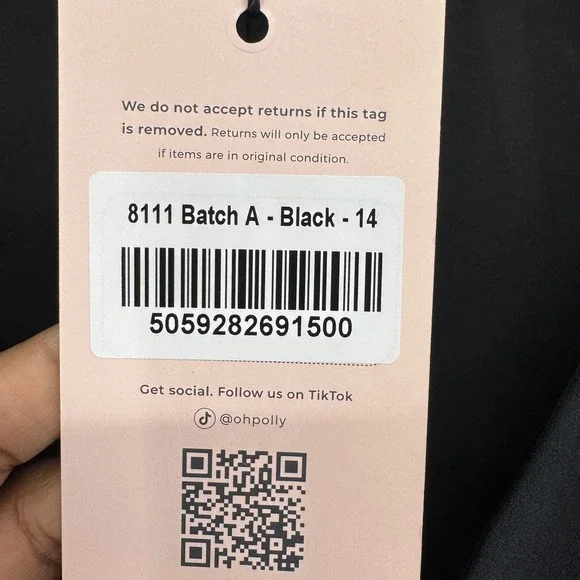 We do not accept returns if this tag
is removed. Returns will only be accepted
if items are in original condition.
8111 Batch A - Black - 14
5059282691500
Get social. Follow us on TikTok
@ohpolly